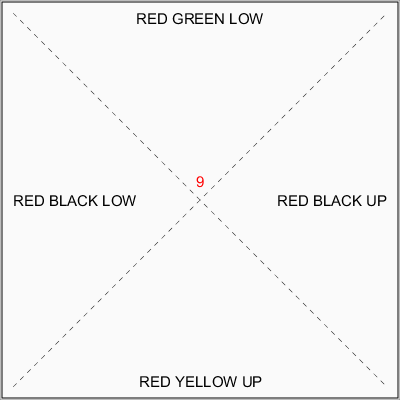 RED GREEN LOW
9
RED BLACK LOW
RED BLACK UP
RED YELLOW UP